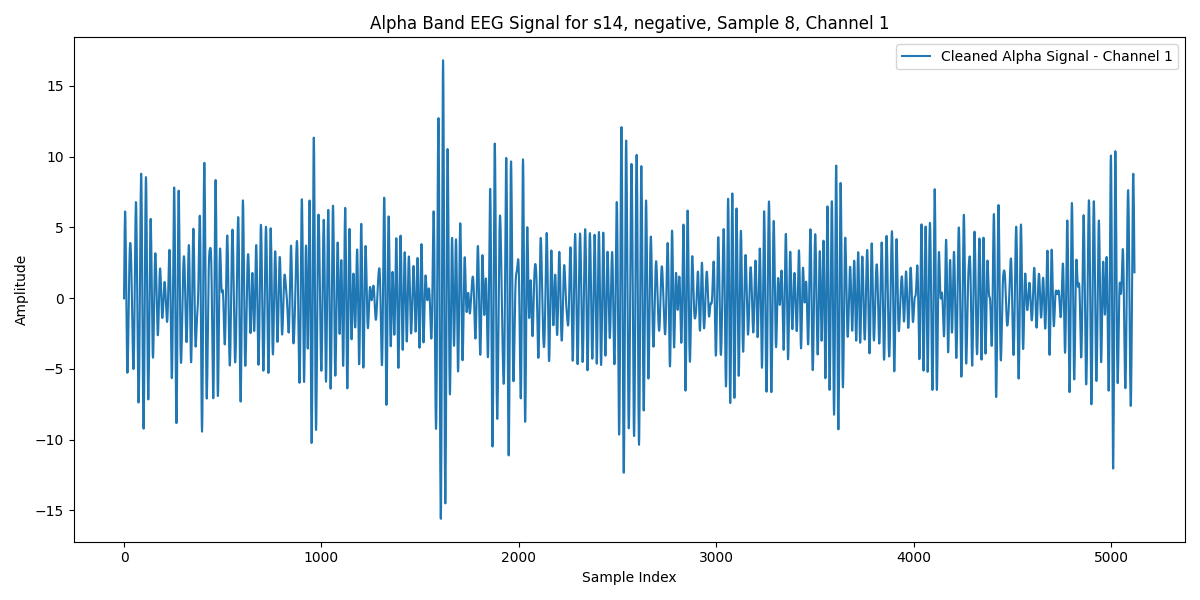 Alpha Band EEG Signal for s14, negative, Sample 8, Channel 1
Cleaned Alpha Signal - Channel 1
15
10
5
0
−5
−10
−15
Amplitude
0 1000 2000 3000 4000 5000
Sample Index